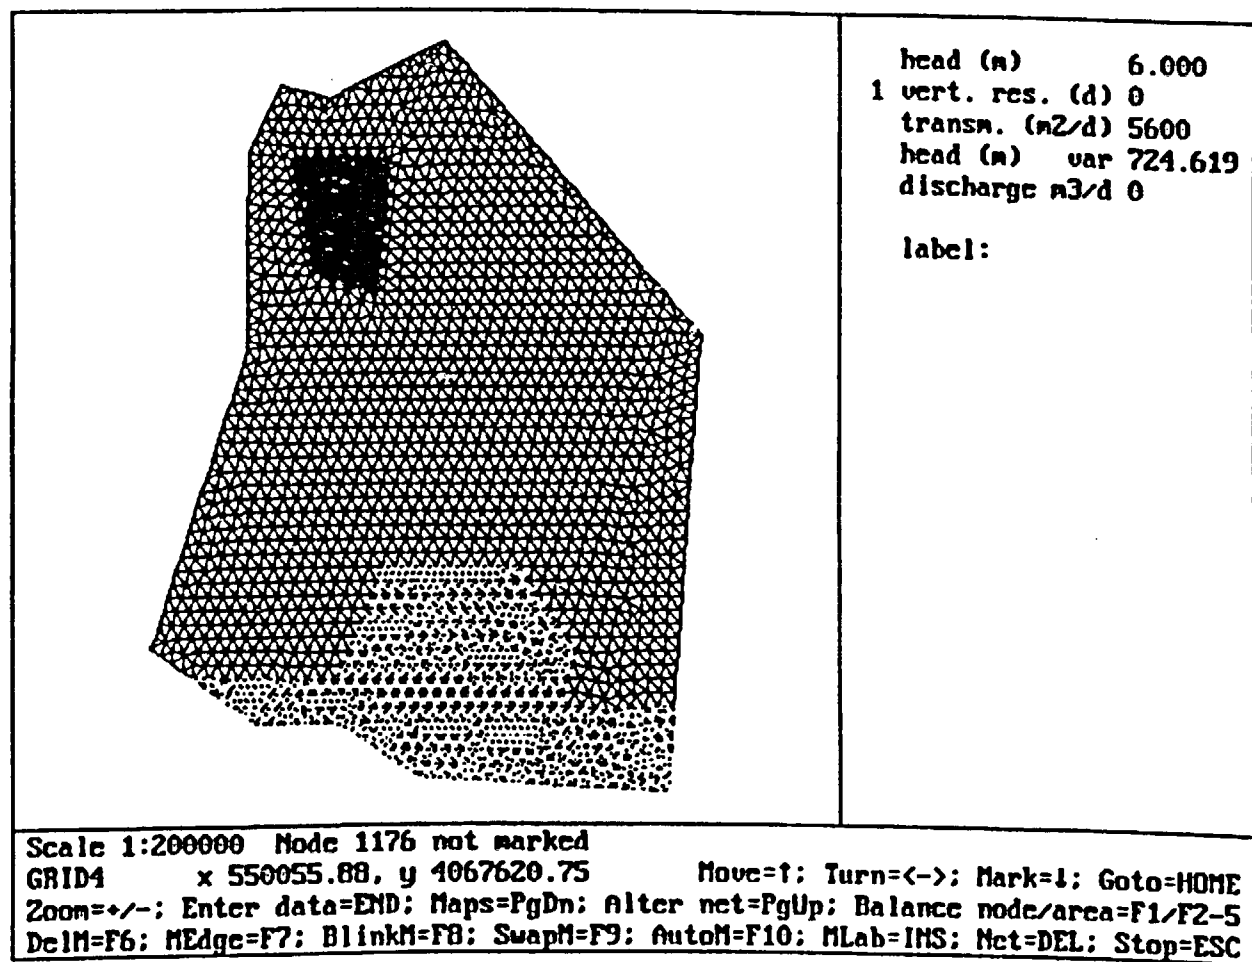 head (m) 6.000
1 vert. res. (d) 0
transm. (m2/d) 5600
head (m) var 724.619
discharge m3/d 0
label:
Scale 1:200000 Node 1176 not marked
GRID4 x 550055.88, y 4067620.75 Move=↑; Turn=<->; Mark=↓; Goto=HOME
Zoom=+/-; Enter data=END; Maps=PgDn; Alter net=PgUp; Balance node/area=F1/F2-5
DelM=F6; MEdge=F7; BlinkM=F8; SwapM=F9; AutoM=F10; MLab=INS; Net=DEL; Stop=ESC